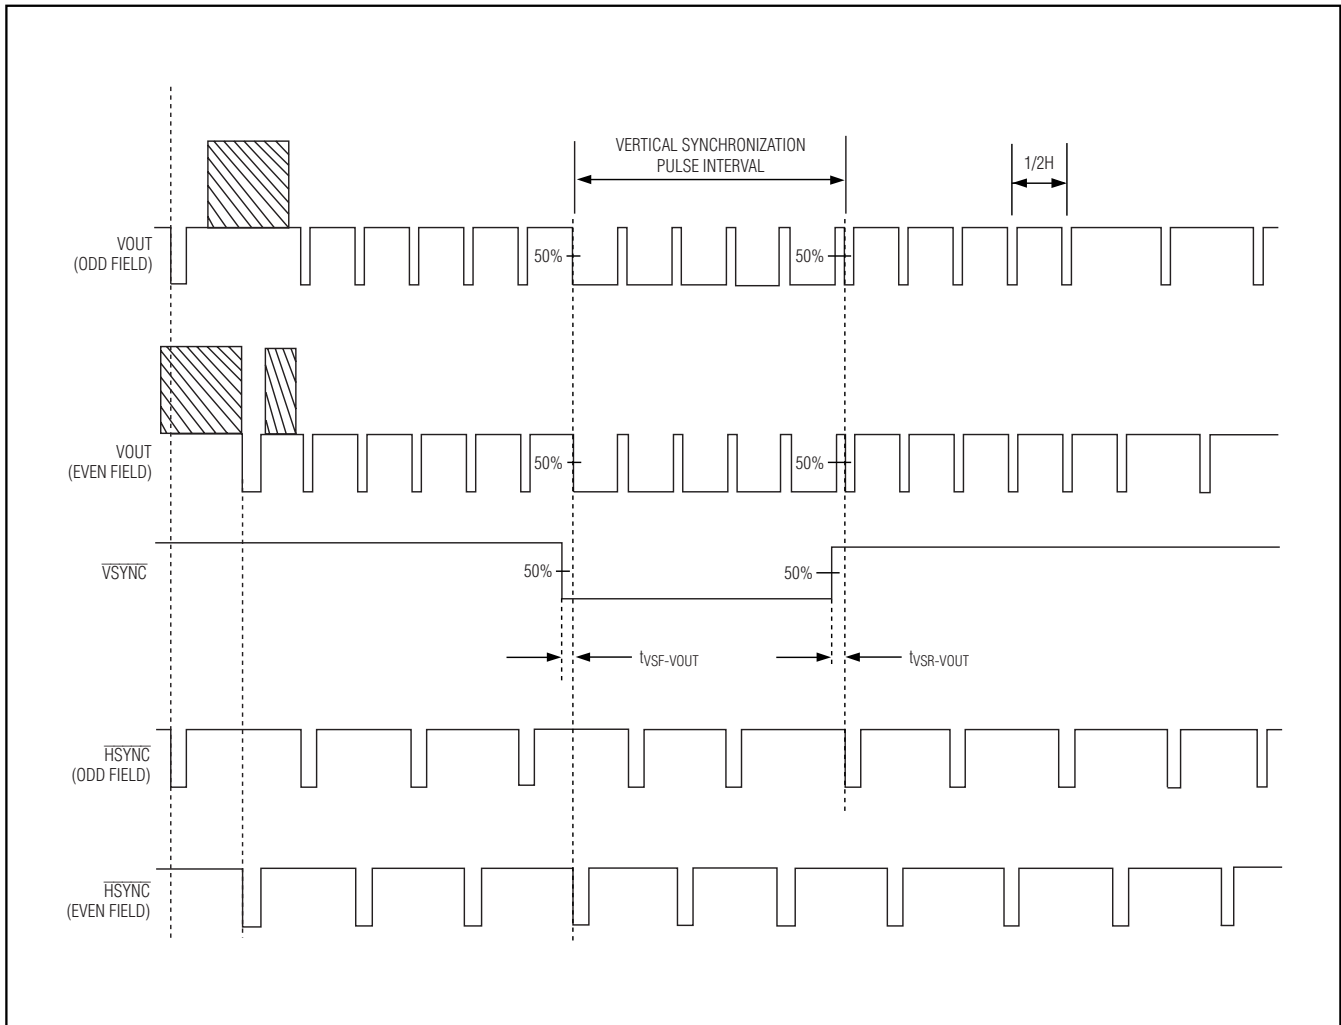 VERTICAL SYNCHRONIZATION
PULSE INTERVAL
1/2H
VOUT
(ODD FIELD)
50%
50%
VOUT
(EVEN FIELD)
50%
50%
VSYNC
50%
50%
tVSF-VOUT
tVSR-VOUT
HSYNC
(ODD FIELD)
HSYNC
(EVEN FIELD)